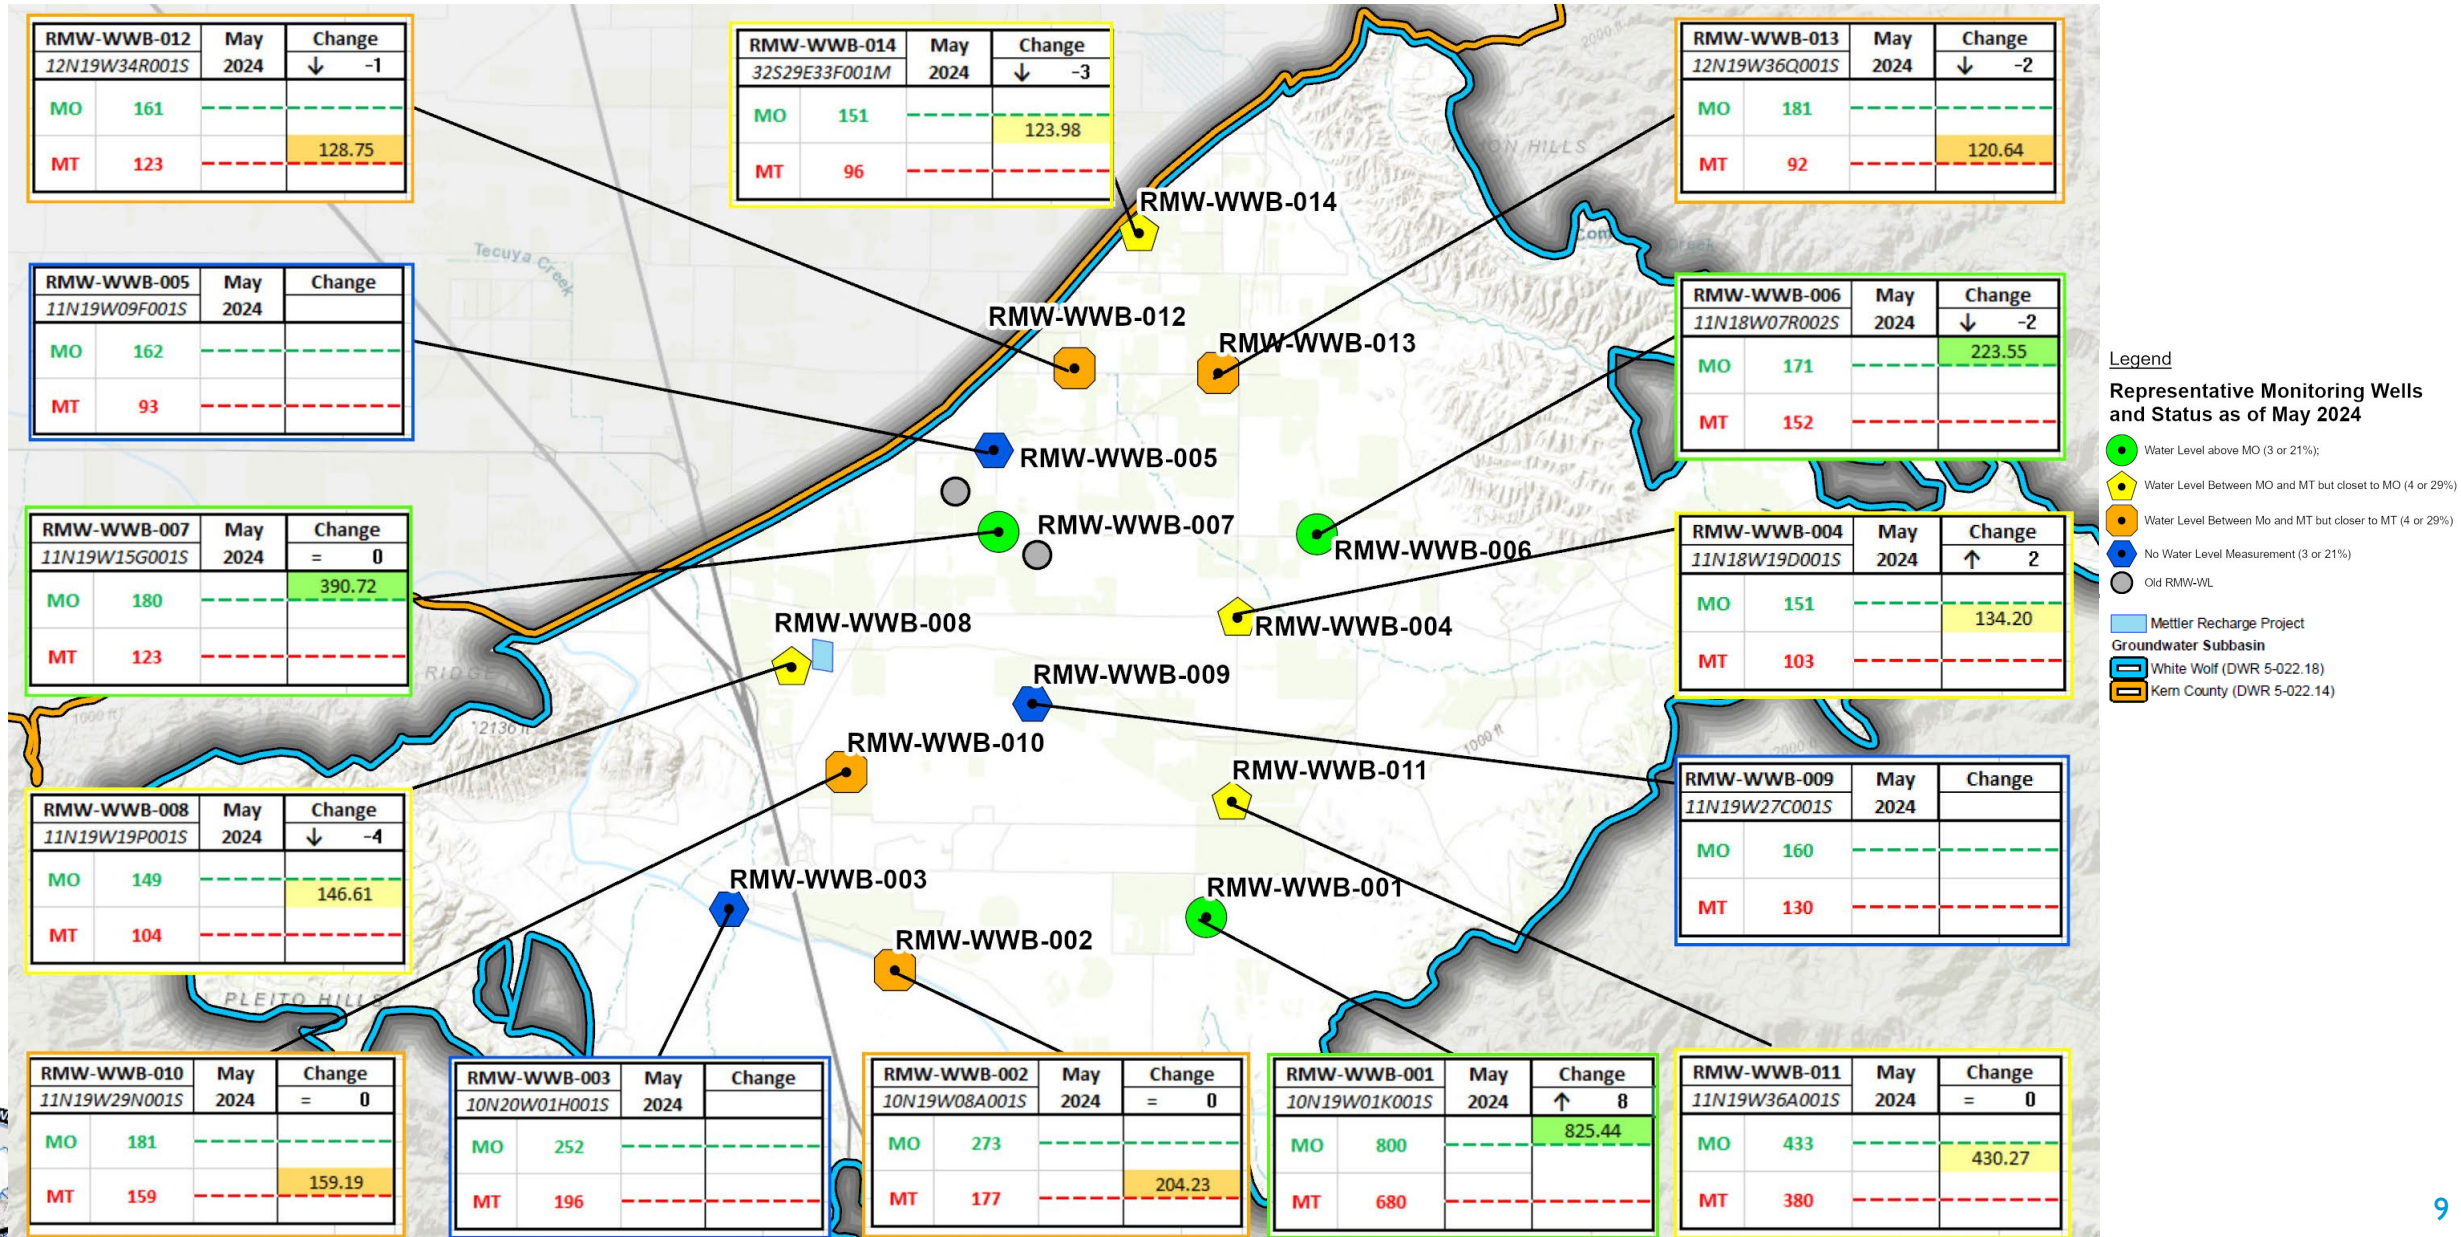 RMW-WWB-012 May Change
12N19W34R001S 2024 ↓ -1
MO 161
128.75
MT 123
RMW-WWB-014 May Change
32S29E33F001M 2024 ↓ -3
MO 151
123.98
MT 96
RMW-WWB-013 May Change
12N19W36Q001S 2024 ↓ -2
MO 181
120.64
MT 92
RMW-WWB-005 May Change
11N19W09F001S 2024
MO 162
MT 93
RMW-WWB-006 May Change
11N18W07R002S 2024 ↓ -2
223.55
MO 171
MT 152
RMW-WWB-007 May Change
11N19W15G001S 2024 = 0
390.72
MO 180
MT 123
RMW-WWB-004 May Change
11N18W19D001S 2024 ↑ 2
MO 151
134.20
MT 103
RMW-WWB-008 May Change
11N19W19P001S 2024 ↓ -4
MO 149
146.61
MT 104
RMW-WWB-009 May Change
11N19W27C001S 2024
MO 160
MT 130
RMW-WWB-010 May Change
11N19W29N001S 2024 = 0
MO 181
159.19
MT 159
RMW-WWB-003 May Change
10N20W01H001S 2024
MO 252
MT 196
RMW-WWB-002 May Change
10N19W08A001S 2024 = 0
MO 273
204.23
MT 177
RMW-WWB-001 May Change
10N19W01K001S 2024 ↑ 8
825.44
MO 800
MT 680
RMW-WWB-011 May Change
11N19W36A001S 2024 = 0
MO 433
430.27
MT 380
RMW-WWB-014
RMW-WWB-012
RMW-WWB-013
RMW-WWB-005
RMW-WWB-007
RMW-WWB-006
RMW-WWB-008
RMW-WWB-004
RMW-WWB-009
RMW-WWB-010
RMW-WWB-011
RMW-WWB-003
RMW-WWB-001
RMW-WWB-002
Tecuya Creek
2000 ft
HILLS
Creek
RIDGE
1000 ft
2136 ft
1000 ft
2000 ft
PLEITO HILLS
Legend
Representative Monitoring Wells
and Status as of May 2024
Water Level above MO (3 or 21%);
Water Level Between MO and MT but closet to MO (4 or 29%)
Water Level Between Mo and MT but closer to MT (4 or 29%)
No Water Level Measurement (3 or 21%)
Old RMW-WL
Mettler Recharge Project
Groundwater Subbasin
White Wolf (DWR 5-022.18)
Kern County (DWR 5-022.14)
9